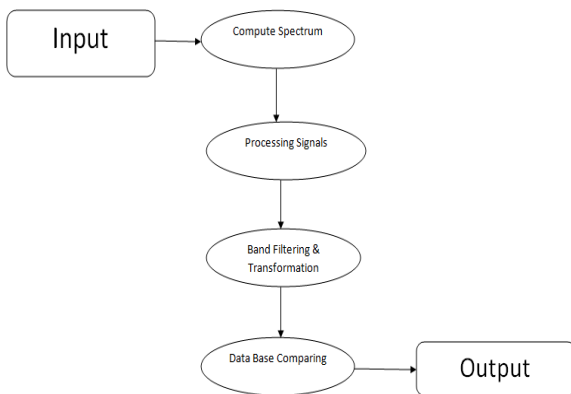 Input
Compute Spectrum
Processing Signals
Band Filtering &
Transformation
Data Base Comparing
Output